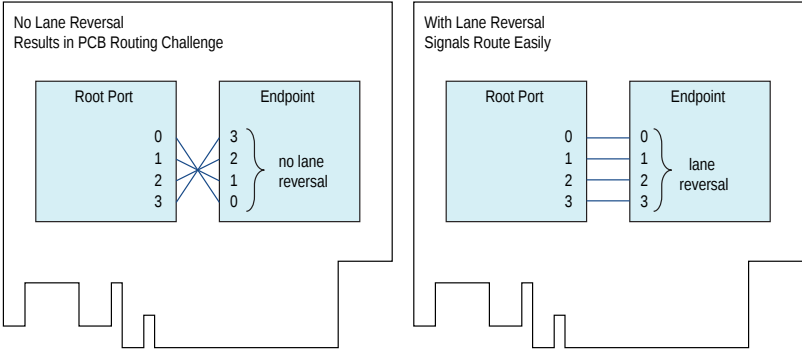 No Lane Reversal
Results in PCB Routing Challenge
Root Port
Endpoint
0
1
2
3
3
2
1
0
no lane
reversal
With Lane Reversal
Signals Route Easily
Root Port
Endpoint
0
1
2
3
0
1
2
3
lane
reversal